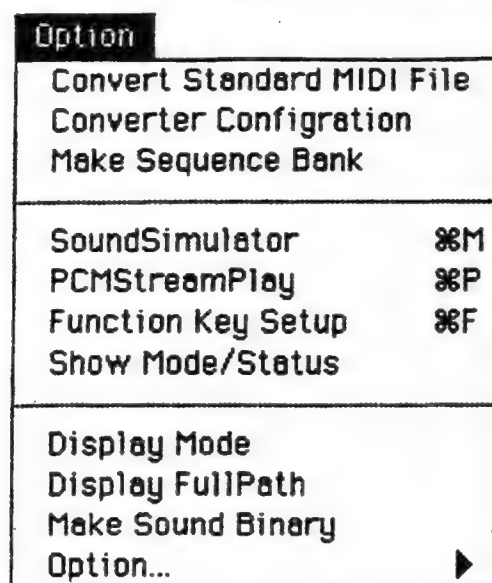 Option
Convert Standard MIDI File
Converter Configration
Make Sequence Bank
SoundSimulator ⌘M
PCMStreamPlay ⌘P
Function Key Setup ⌘F
Show Mode/Status
Display Mode
Display FullPath
Make Sound Binary
Option... ▶